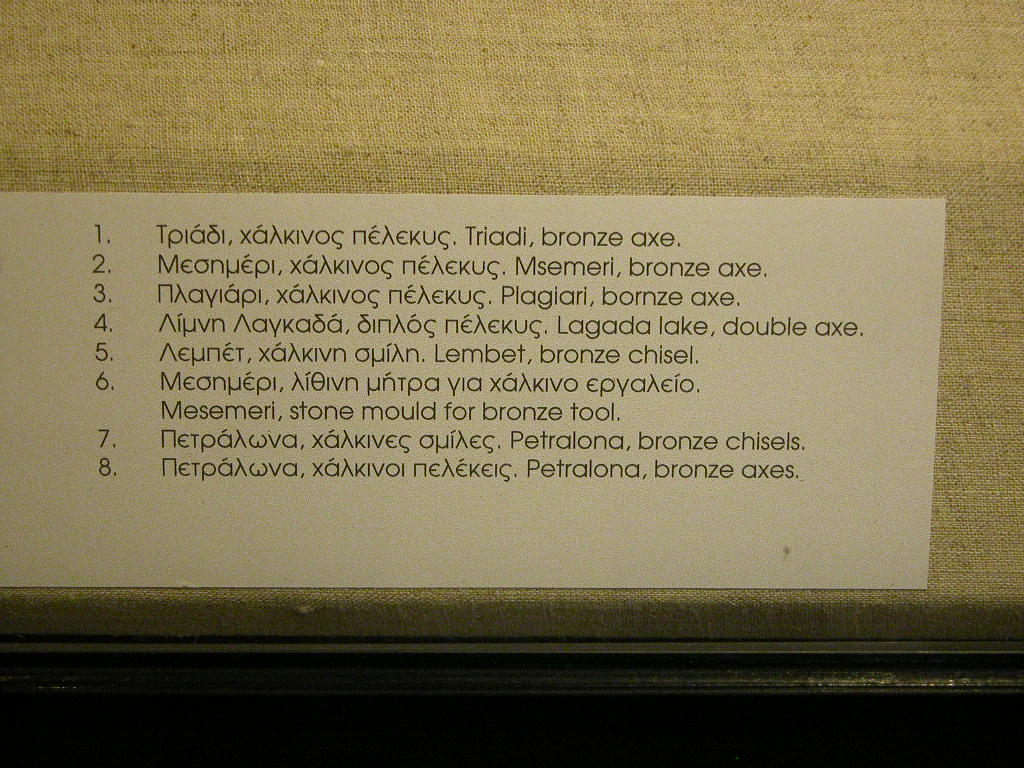 1. Τριάδι, χάλκινος πέλεκυς. Triadi, bronze axe.
2. Μεσημέρι, χάλκινος πέλεκυς. Msemeri, bronze axe.
3. Πλαγιάρι, χάλκινος πέλεκυς. Plagiari, bornze axe.
4. Λίμνη Λαγκαδά, διπλός πέλεκυς. Lagada lake, double axe.
5. Λεμπέτ, χάλκινη σμίλη. Lembet, bronze chisel.
6. Μεσημέρι, λίθινη μήτρα για χάλκινο εργαλείο.
Mesemeri, stone mould for bronze tool.
7. Πετράλωνα, χάλκινες σμίλες. Petralona, bronze chisels.
8. Πετράλωνα, χάλκινοι πελέκεις. Petralona, bronze axes.